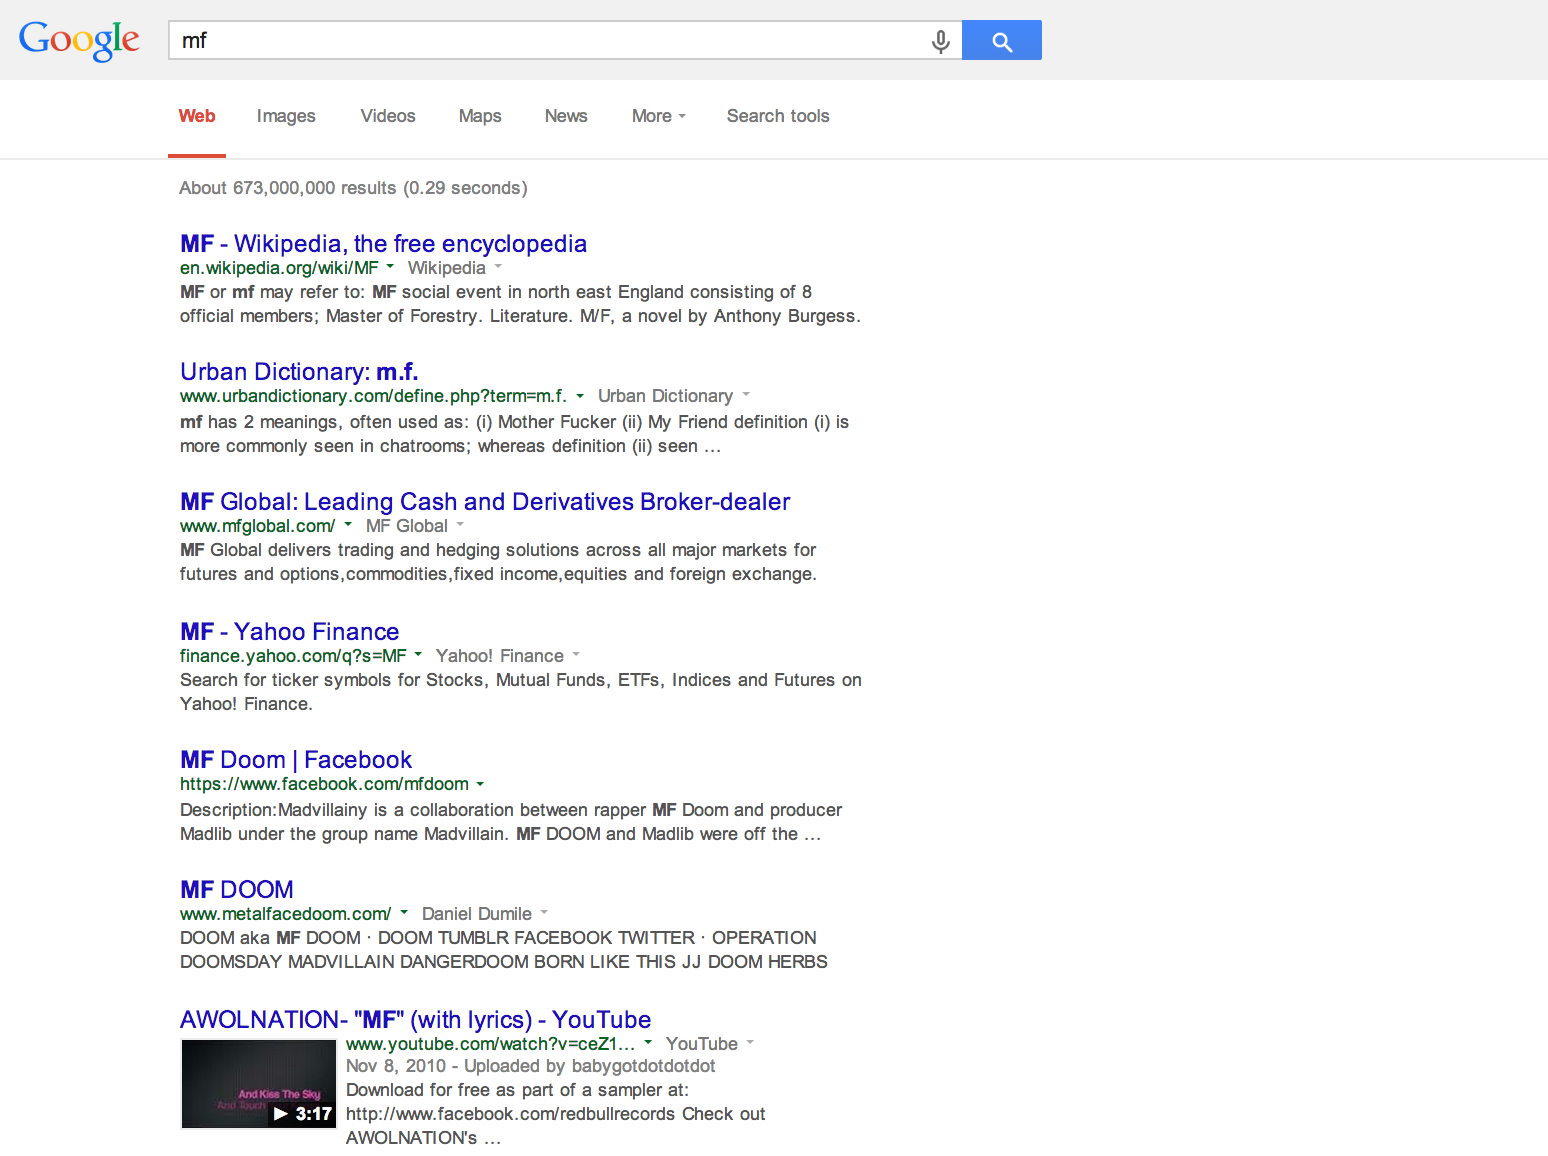 Google
mf
Web Images Videos Maps News More Search tools
About 673,000,000 results (0.29 seconds)
MF - Wikipedia, the free encyclopedia
en.wikipedia.org/wiki/MF Wikipedia
MF or mf may refer to: MF social event in north east England consisting of 8
official members; Master of Forestry. Literature. M/F, a novel by Anthony Burgess.
Urban Dictionary: m.f.
www.urbandictionary.com/define.php?term=m.f. Urban Dictionary
mf has 2 meanings, often used as: (i) Mother Fucker (ii) My Friend definition (i) is
more commonly seen in chatrooms; whereas definition (ii) seen ...
MF Global: Leading Cash and Derivatives Broker-dealer
www.mfglobal.com/ MF Global
MF Global delivers trading and hedging solutions across all major markets for
futures and options,commodities,fixed income,equities and foreign exchange.
MF - Yahoo Finance
finance.yahoo.com/q?s=MF Yahoo! Finance
Search for ticker symbols for Stocks, Mutual Funds, ETFs, Indices and Futures on
Yahoo! Finance.
MF Doom | Facebook
https://www.facebook.com/mfdoom
Description:Madvillainy is a collaboration between rapper MF Doom and producer
Madlib under the group name Madvillain. MF DOOM and Madlib were off the ...
MF DOOM
www.metalfacedoom.com/ Daniel Dumile
DOOM aka MF DOOM · DOOM TUMBLR FACEBOOK TWITTER · OPERATION
DOOMSDAY MADVILLAIN DANGERDOOM BORN LIKE THIS JJ DOOM HERBS
AWOLNATION- "MF" (with lyrics) - YouTube
www.youtube.com/watch?v=ceZ1... YouTube
Nov 8, 2010 - Uploaded by babygotdotdotdot
Download for free as part of a sampler at:
http://www.facebook.com/redbullrecords Check out
AWOLNATION's ...
And Kiss The Sky
And Touch
3:17